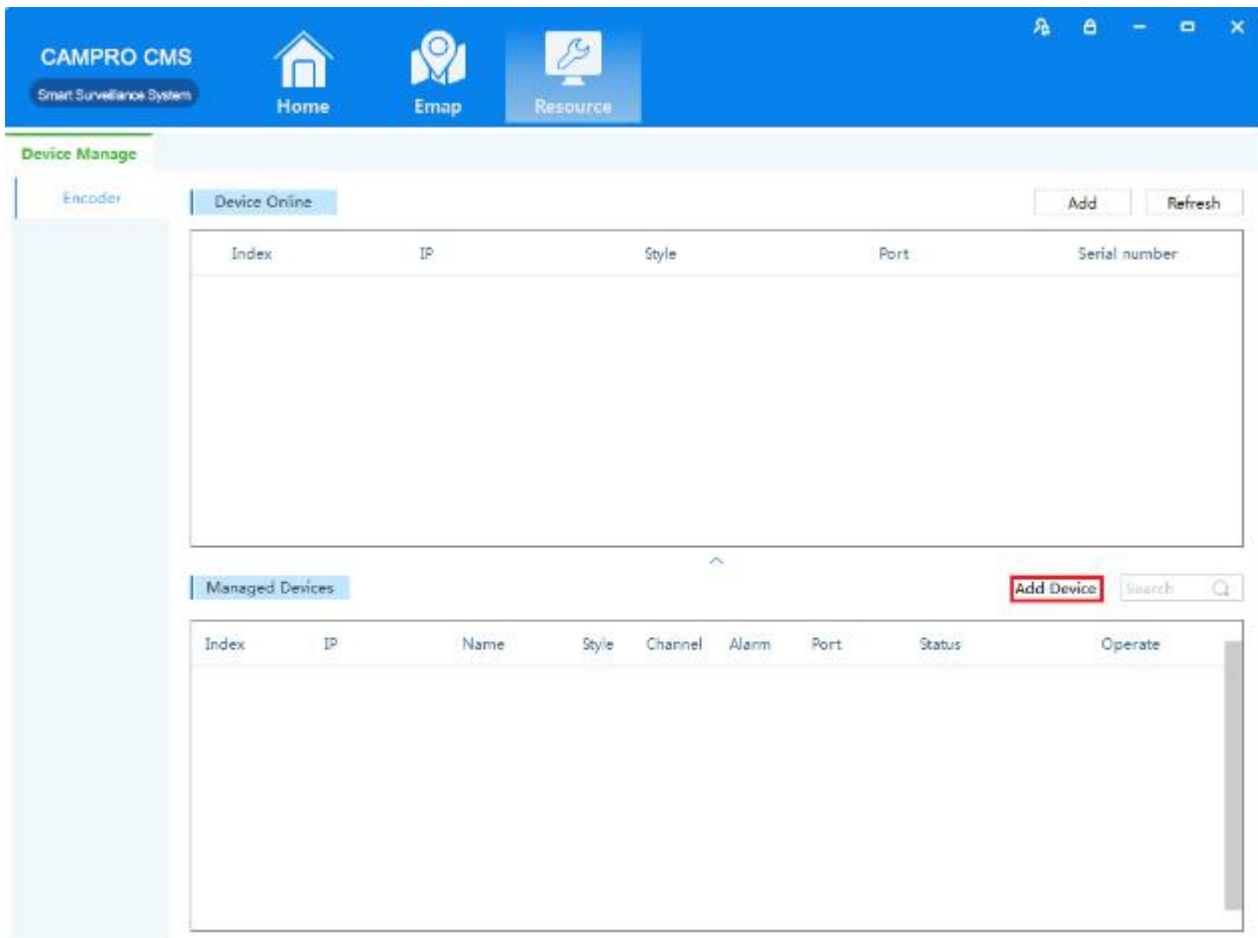 CAMPRO CMS
Smart Surveillance System
Home
Emap
Resource
Device Manage
Encoder
Device Online
Add
Refresh
Index IP Style Port Serial number
Managed Devices
Add Device
Search
Index IP Name Style Channel Alarm Port Status Operate